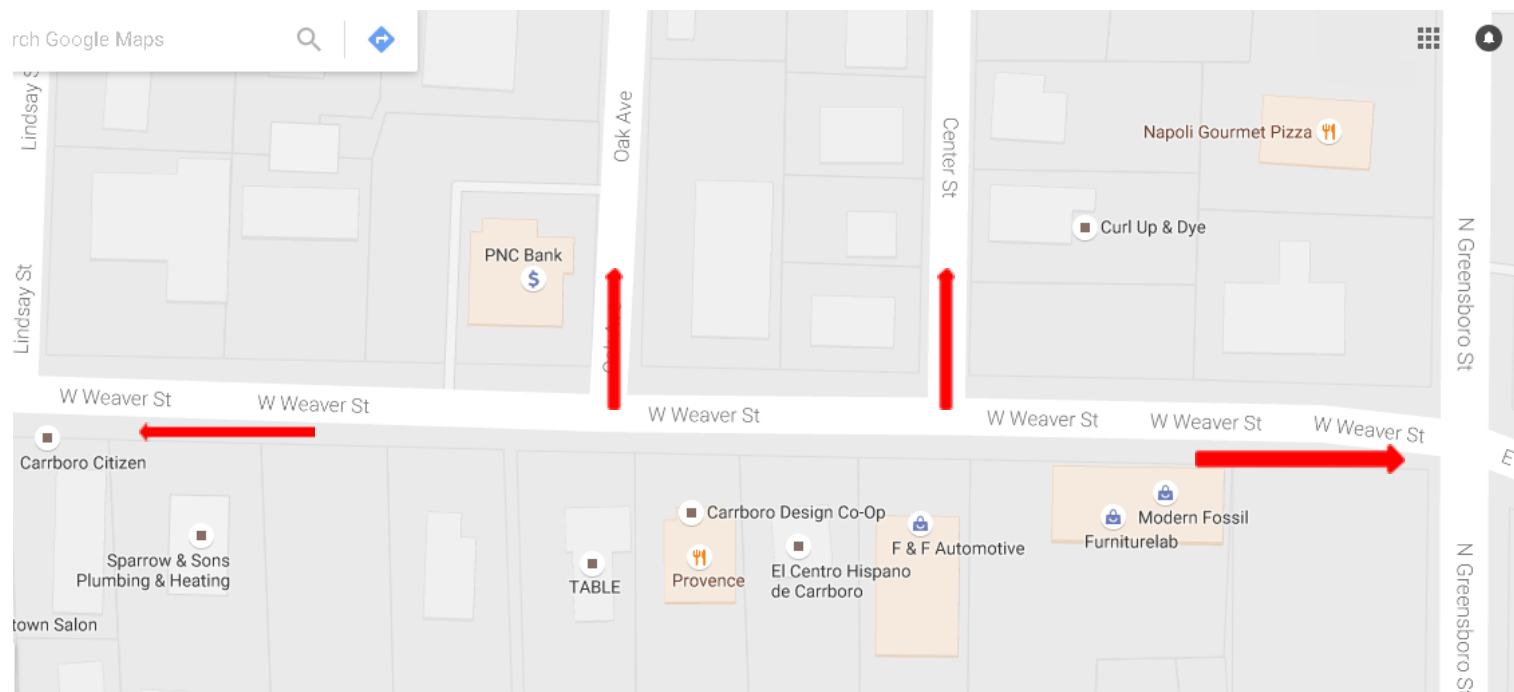 rch Google Maps
Lindsay S
Oak Ave
Center St
Napoli Gourmet Pizza
Curl Up & Dye
N Greensboro St
PNC Bank
$
Lindsay St
W Weaver St
W Weaver St
W Weaver St
W Weaver St
W Weaver St
W Weaver St
E
Carrboro Citizen
Carrboro Design Co-Op
Modern Fossil
Furniturelab
F & F Automotive
Sparrow & Sons
Plumbing & Heating
TABLE
Provence
El Centro Hispano
de Carrboro
N Greensboro S
town Salon